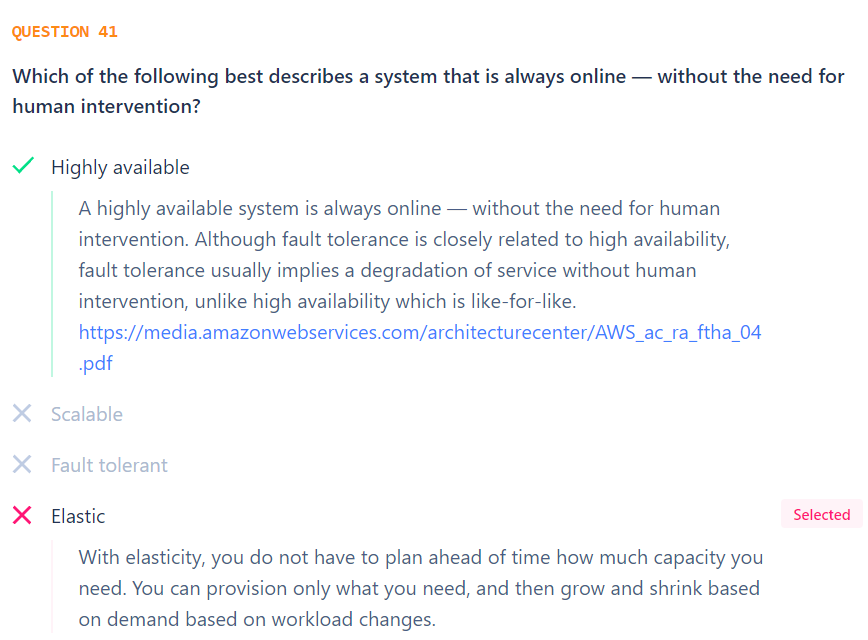 QUESTION 41
Which of the following best describes a system that is always online — without the need for
human intervention?
Highly available
A highly available system is always online — without the need for human
intervention. Although fault tolerance is closely related to high availability,
fault tolerance usually implies a degradation of service without human
intervention, unlike high availability which is like-for-like.
https://media.amazonwebservices.com/architecturecenter/AWS_ac_ra_ftha_04
.pdf
Scalable
Fault tolerant
Elastic
Selected
With elasticity, you do not have to plan ahead of time how much capacity you
need. You can provision only what you need, and then grow and shrink based
on demand based on workload changes.